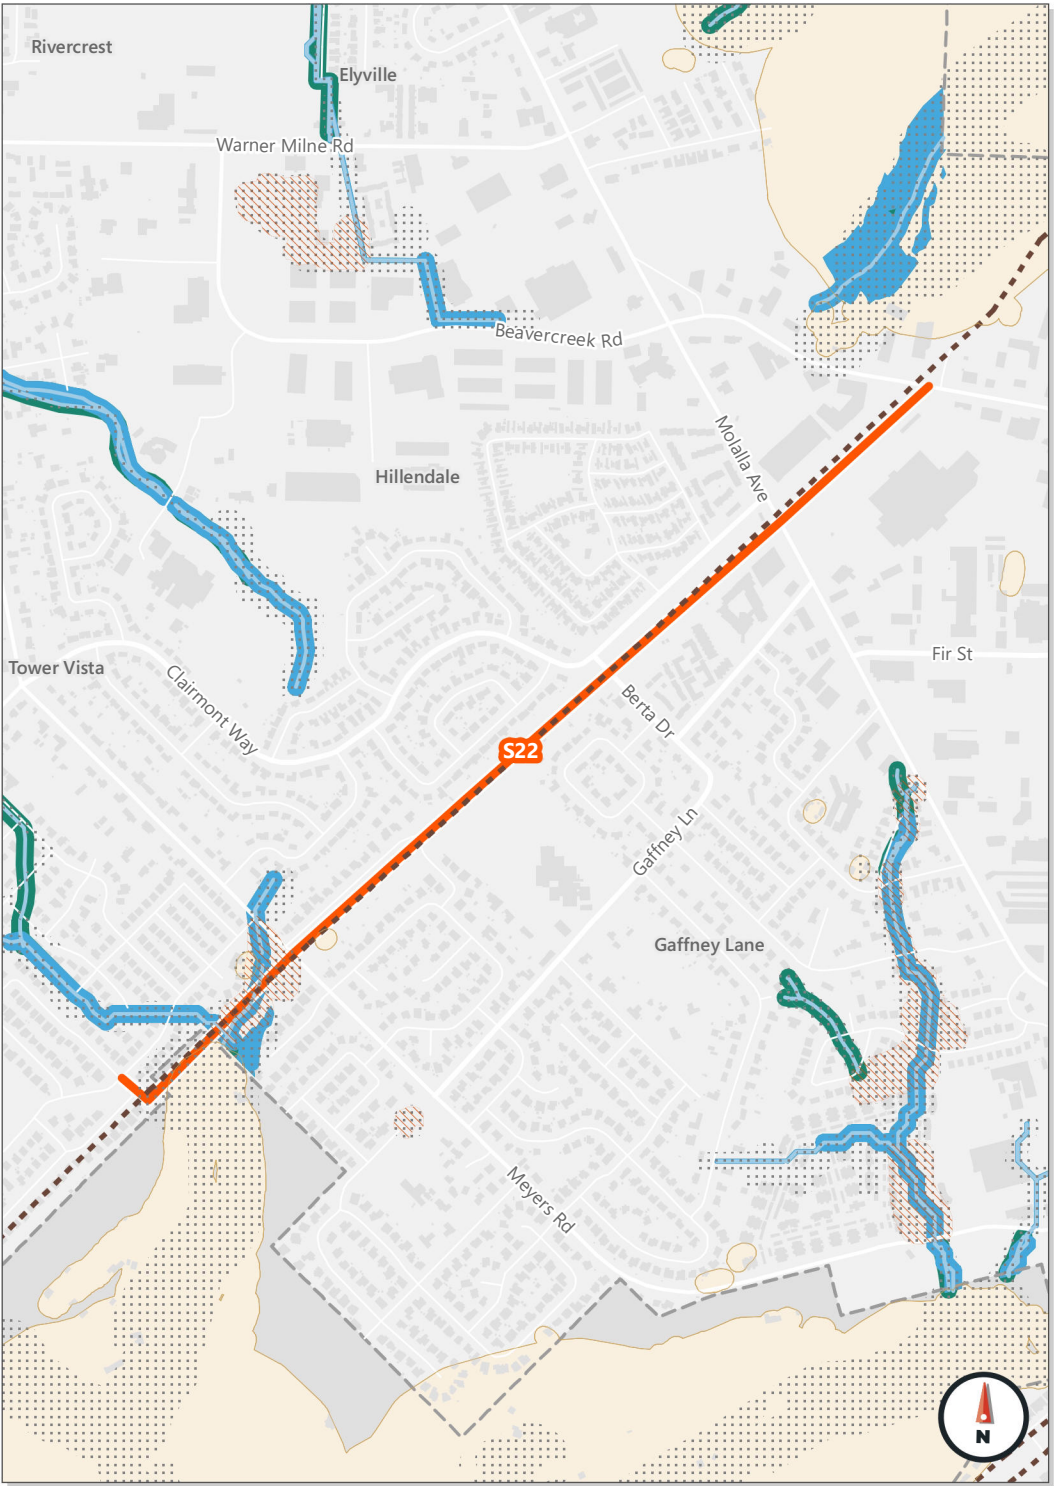 Rivercrest
Elyville
Warner Milne Rd
Beavercreek Rd
Molalla Ave
Hillendale
Fir St
Tower Vista
Clairmont Way
Berta Dr
S22
Gaffney Ln
Gaffney Lane
Meyers Rd
N